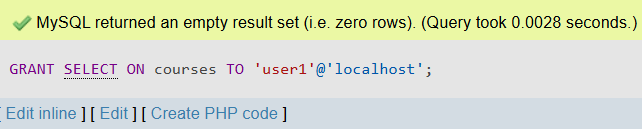 MySQL returned an empty result set (i.e. zero rows). (Query took 0.0028 seconds.)
GRANT SELECT ON courses TO 'user1'@'localhost';
[ Edit inline ] [ Edit ] [ Create PHP code ]